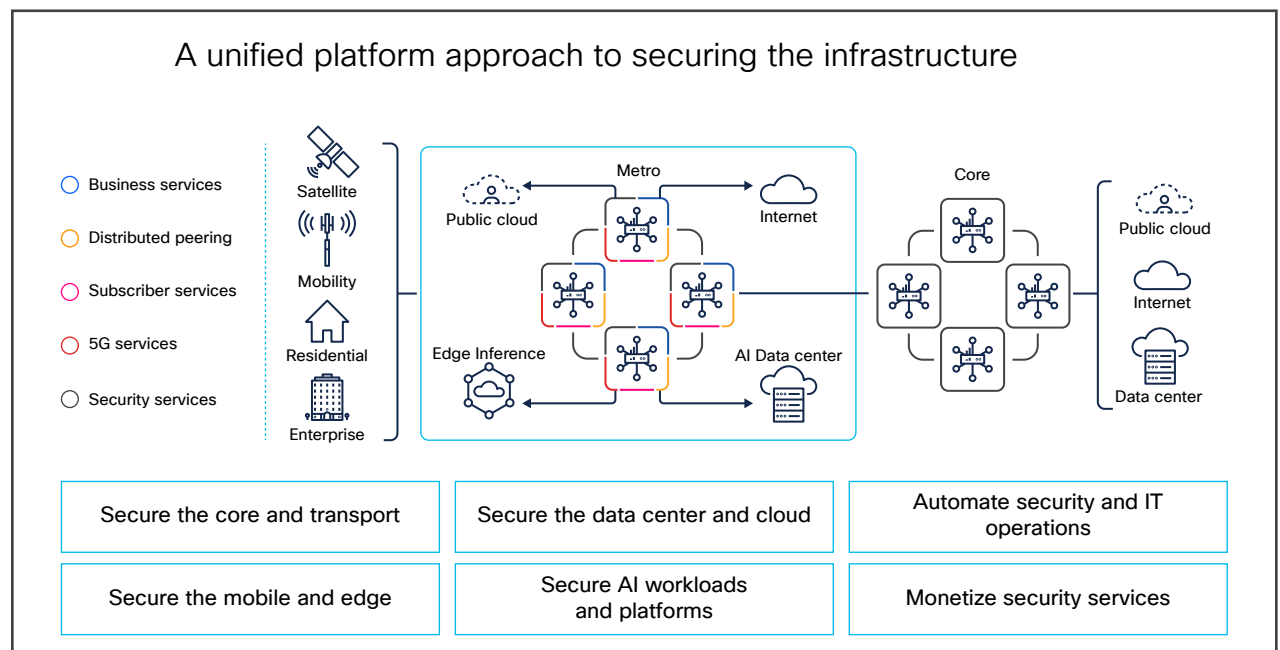 A unified platform approach to securing the infrastructure
Business services
Distributed peering
Subscriber services
5G services
Security services
Satellite
Mobility
Residential
Enterprise
Metro
Public cloud
Internet
Edge Inference
AI Data center
Core
Public cloud
Internet
Data center
Secure the core and transport
Secure the data center and cloud
Automate security and IT
operations
Secure the mobile and edge
Secure AI workloads
and platforms
Monetize security services